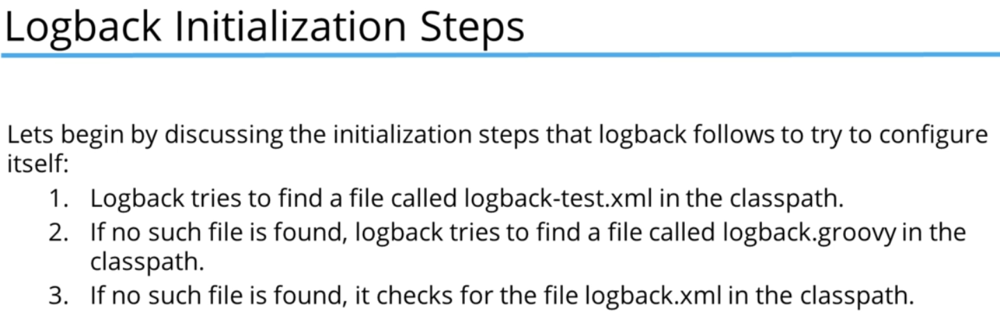 Logback Initialization Steps
Lets begin by discussing the initialization steps that logback follows to try to configure
itself:
1. Logback tries to find a file called logback-test.xml in the classpath.
2. If no such file is found, logback tries to find a file called logback.groovy in the
classpath.
3. If no such file is found, it checks for the file logback.xml in the classpath.